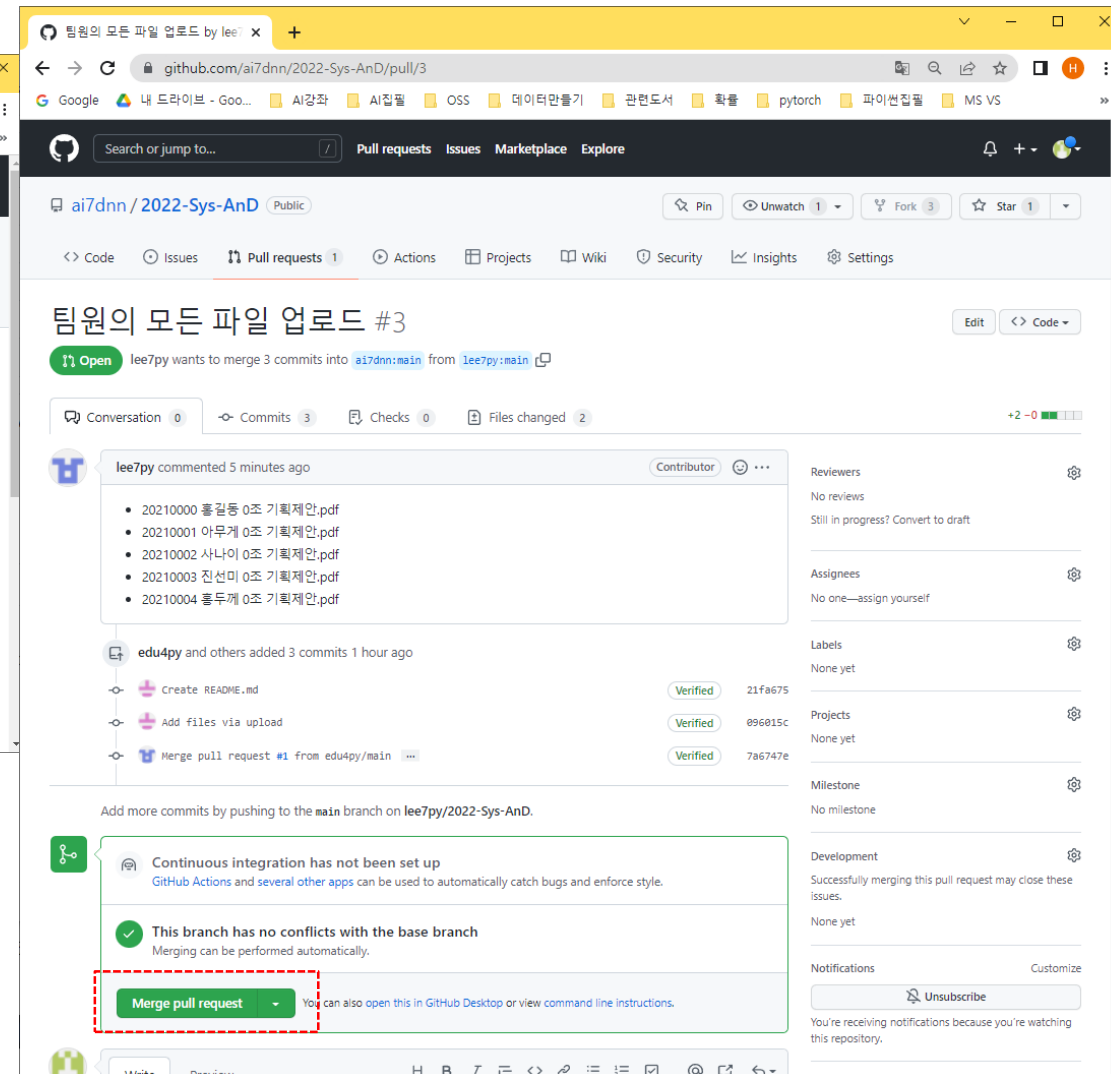 팀원의 모든 파일 업로드 by lee7
github.com/ai7dnn/2022-Sys-AnD/pull/3
H
Google 내 드라이브 - Goo... AI강좌 AI집필 OSS 데이터만들기 관련도서 확률 pytorch 파이썬집필 MS VS »
Search or jump to... / Pull requests Issues Marketplace Explore
ai7dnn / 2022-Sys-AnD Public Pin Unwatch 1 Fork 3 Star 1
<> Code Issues Pull requests 1 Actions Projects Wiki Security Insights Settings
팀원의 모든 파일 업로드 #3 Edit <> Code
Open lee7py wants to merge 3 commits into ai7dnn:main from lee7py:main
Conversation 0 Commits 3 Checks 0 Files changed 2 +2 −0
lee7py commented 5 minutes ago Contributor ...
• 20210000 홍길동 0조 기획제안.pdf
• 20210001 아무게 0조 기획제안.pdf
• 20210002 사나이 0조 기획제안.pdf
• 20210003 진선미 0조 기획제안.pdf
• 20210004 홍두께 0조 기획제안.pdf
edu4py and others added 3 commits 1 hour ago
Create README.md Verified 21fa675
Add files via upload Verified 096015c
Merge pull request #1 from edu4py/main ... Verified 7a6747e
Add more commits by pushing to the main branch on lee7py/2022-Sys-AnD.
Continuous integration has not been set up
GitHub Actions and several other apps can be used to automatically catch bugs and enforce style.
This branch has no conflicts with the base branch
Merging can be performed automatically.
Merge pull request You can also open this in GitHub Desktop or view command line instructions.
Write Preview H B I
Reviewers
No reviews
Still in progress? Convert to draft
Assignees
No one—assign yourself
Labels
None yet
Projects
None yet
Milestone
No milestone
Development
Successfully merging this pull request may close these
issues.
None yet
Notifications Customize
Unsubscribe
You're receiving notifications because you're watching
this repository.